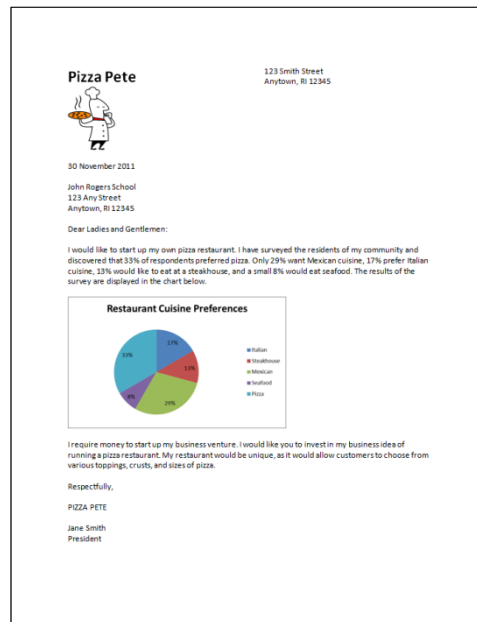 Pizza Pete
123 Smith Street
Anytown, RI 12345
30 November 2011
John Rogers School
123 Any Street
Anytown, RI 12345
Dear Ladies and Gentlemen:
I would like to start up my own pizza restaurant. I have surveyed the residents of my community and
discovered that 33% of respondents preferred pizza. Only 29% want Mexican cuisine, 17% prefer Italian
cuisine, 13% would like to eat at a steakhouse, and a small 8% would eat seafood. The results of the
survey are displayed in the chart below.
Restaurant Cuisine Preferences
17%
13%
29%
8%
33%
Italian
Steakhouse
Mexican
Seafood
Pizza
I require money to start up my business venture. I would like you to invest in my business idea of
running a pizza restaurant. My restaurant would be unique, as it would allow customers to choose from
various toppings, crusts, and sizes of pizza.
Respectfully,
PIZZA PETE
Jane Smith
President